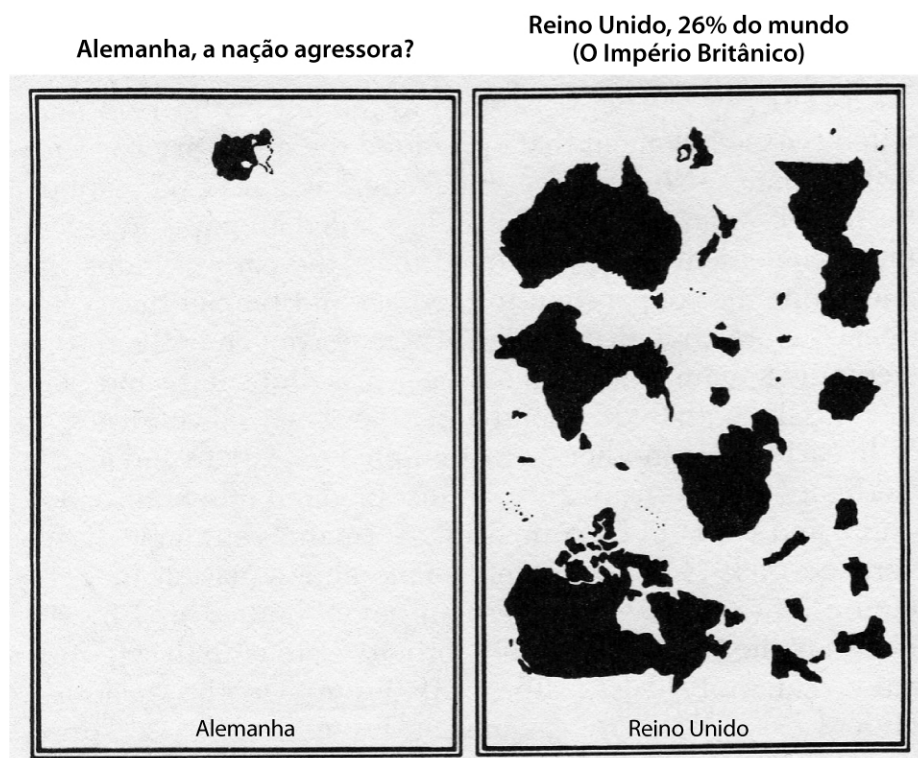 Alemanha, a nação agressora?
Reino Unido, 26% do mundo
(O Império Britânico)
Alemanha
Reino Unido